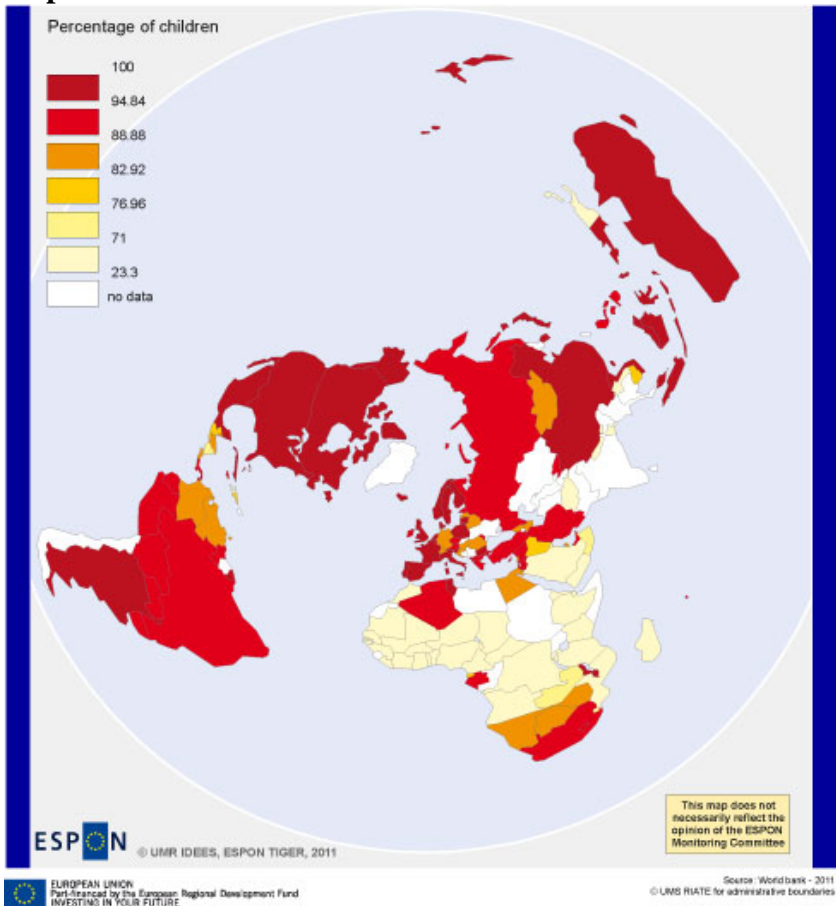 Percentage of children
100
94.84
88.88
82.92
76.96
71
23.3
no data
ESPON
© UMR IDEES, ESPON TIGER, 2011
This map does not
necessarily reflect the
opinion of the ESPON
Monitoring Committee
EUROPEAN UNION
Part-financed by the European Regional Development Fund
INVESTING IN YOUR FUTURE
Source: World bank - 2011
© UMS RIATE for administrative boundaries